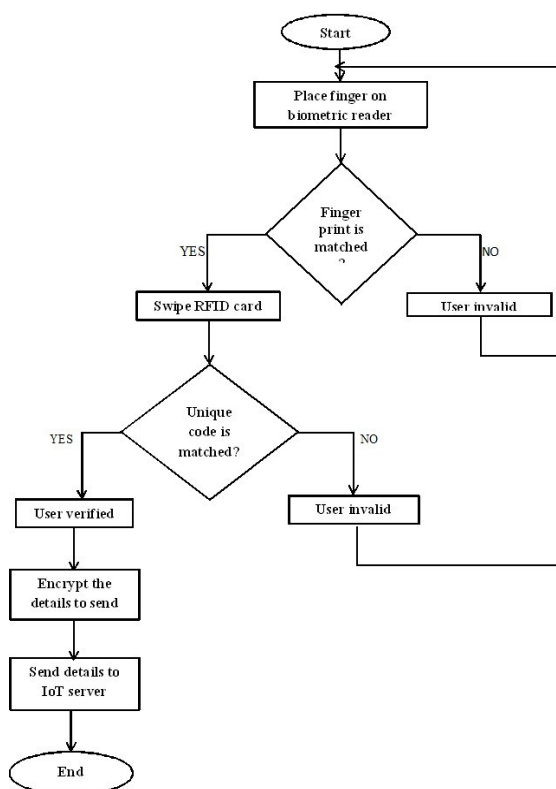 Start
Place finger on
biometric reader
Finger
print is
matched
?
YES
NO
Swipe RFID card
User invalid
Unique
code is
matched?
YES
NO
User verified
User invalid
Encrypt the
details to send
Send details to
IoT server
End